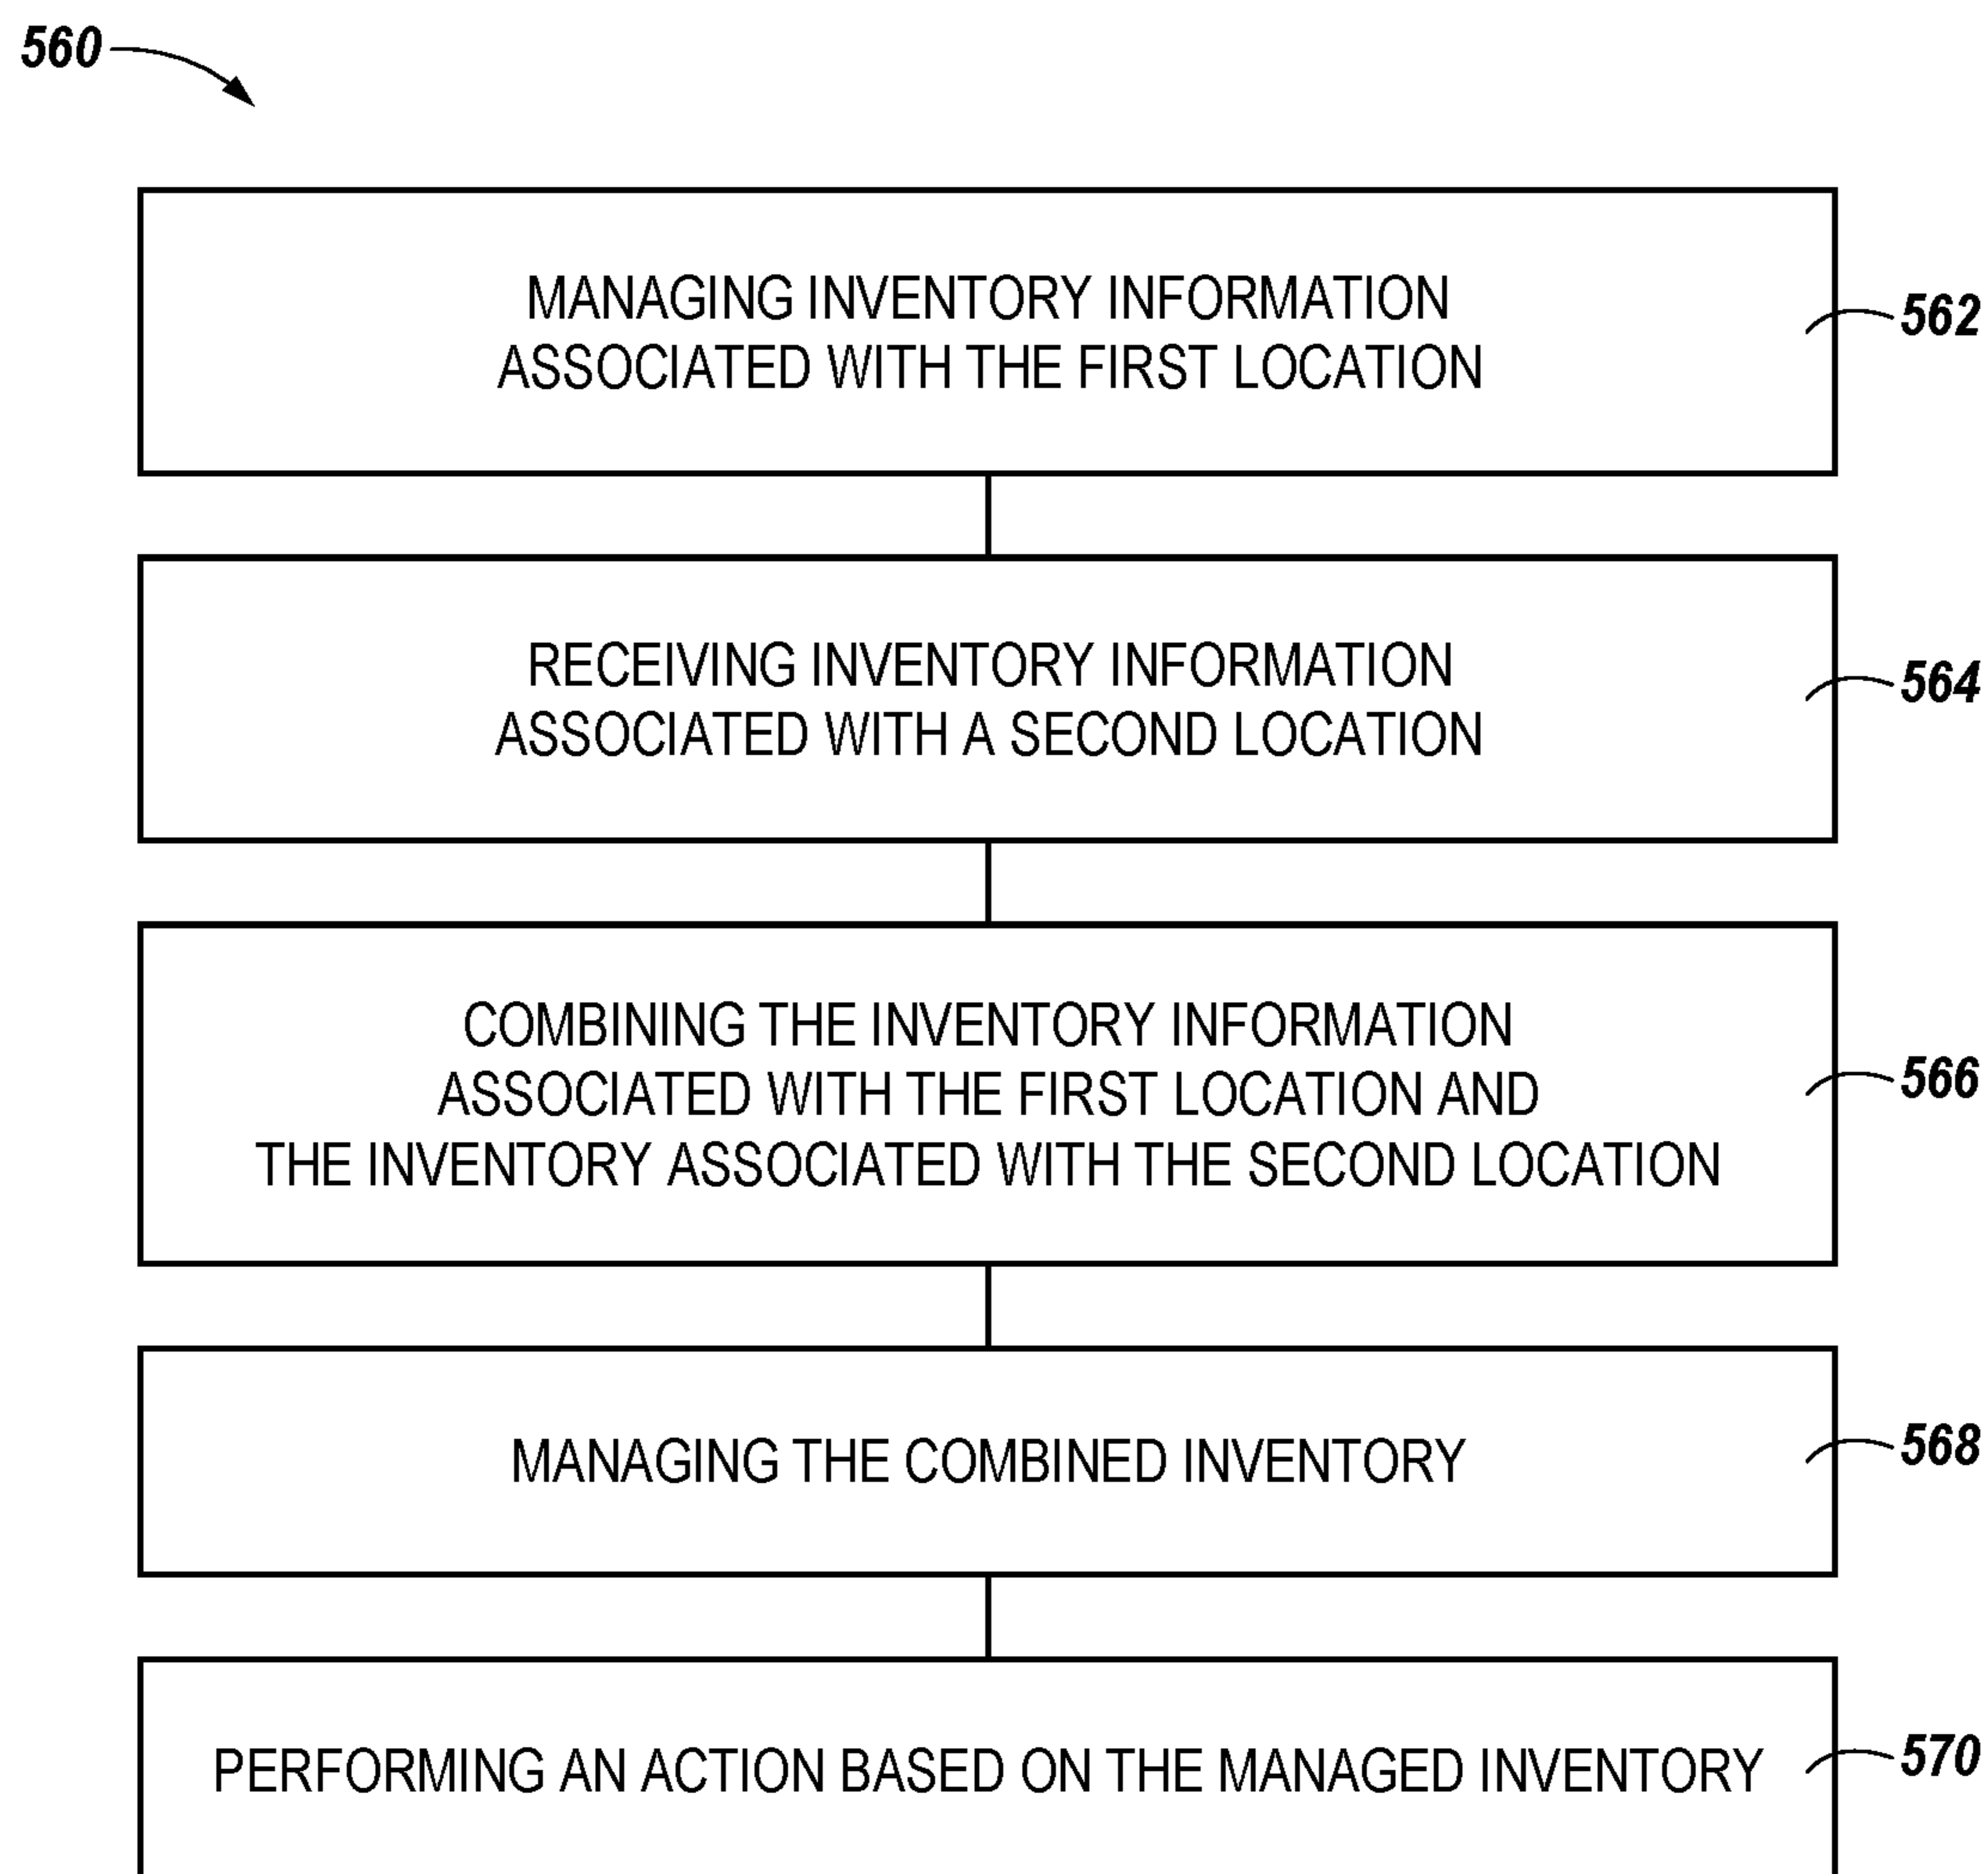 560
MANAGING INVENTORY INFORMATION
ASSOCIATED WITH THE FIRST LOCATION
562
RECEIVING INVENTORY INFORMATION
ASSOCIATED WITH A SECOND LOCATION
564
COMBINING THE INVENTORY INFORMATION
ASSOCIATED WITH THE FIRST LOCATION AND
THE INVENTORY ASSOCIATED WITH THE SECOND LOCATION
566
MANAGING THE COMBINED INVENTORY
568
PERFORMING AN ACTION BASED ON THE MANAGED INVENTORY
570